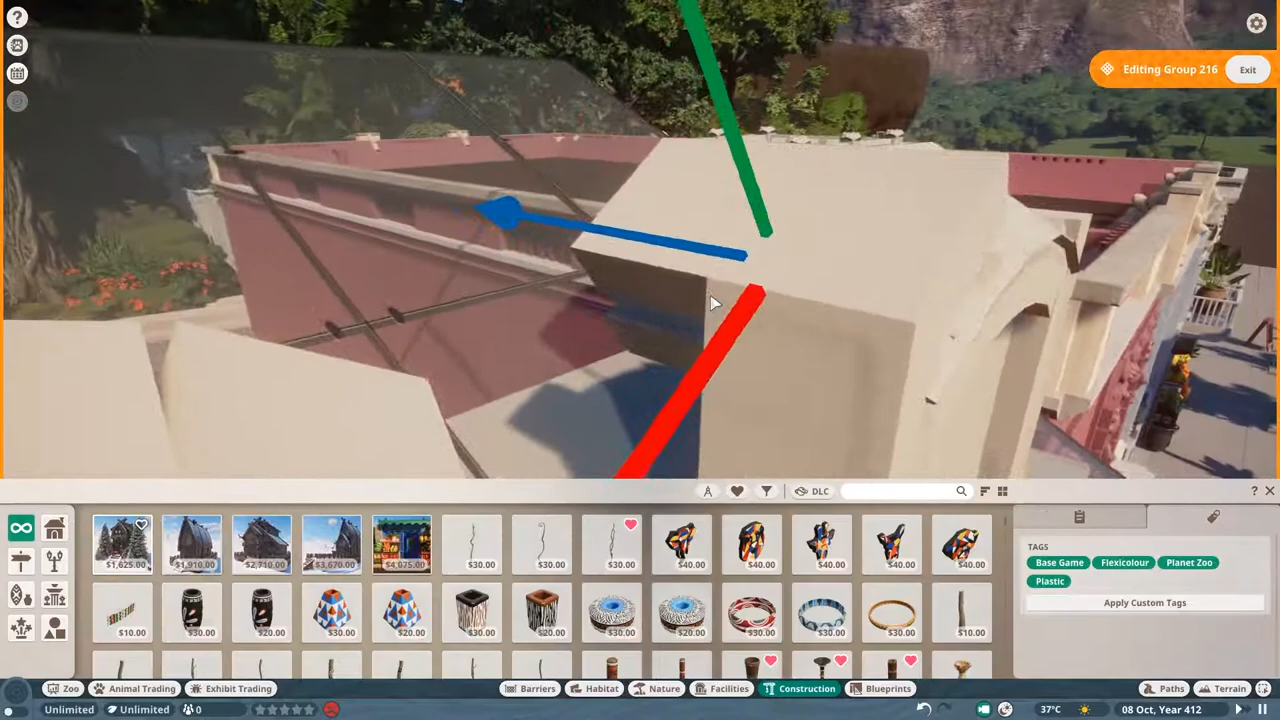 ?
Editing Group 216
Exit
DLC
?
$1,625.00
$1,910.00
$2,710.00
$3,670.00
$4,075.00
$30.00
$30.00
$30.00
$40.00
$40.00
$40.00
$40.00
$40.00
$10.00
$30.00
$20.00
$30.00
$20.00
$30.00
$30.00
$30.00
$20.00
$30.00
$30.00
$30.00
$10.00
TAGS
Base Game
Flexicolour
Planet Zoo
Plastic
Apply Custom Tags
Zoo
Animal Trading
Exhibit Trading
Barriers
Habitat
Nature
Facilities
Construction
Blueprints
Paths
Terrain
Unlimited
Unlimited
0
37°C
08 Oct, Year 412